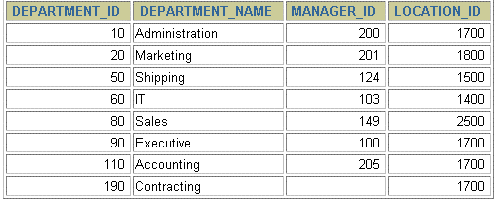 DEPARTMENT_ID DEPARTMENT_NAME MANAGER_ID LOCATION_ID
10 Administration 200 1700
20 Marketing 201 1800
50 Shipping 124 1500
60 IT 103 1400
80 Sales 149 2500
90 Executive 100 1700
110 Accounting 205 1700
190 Contracting 1700